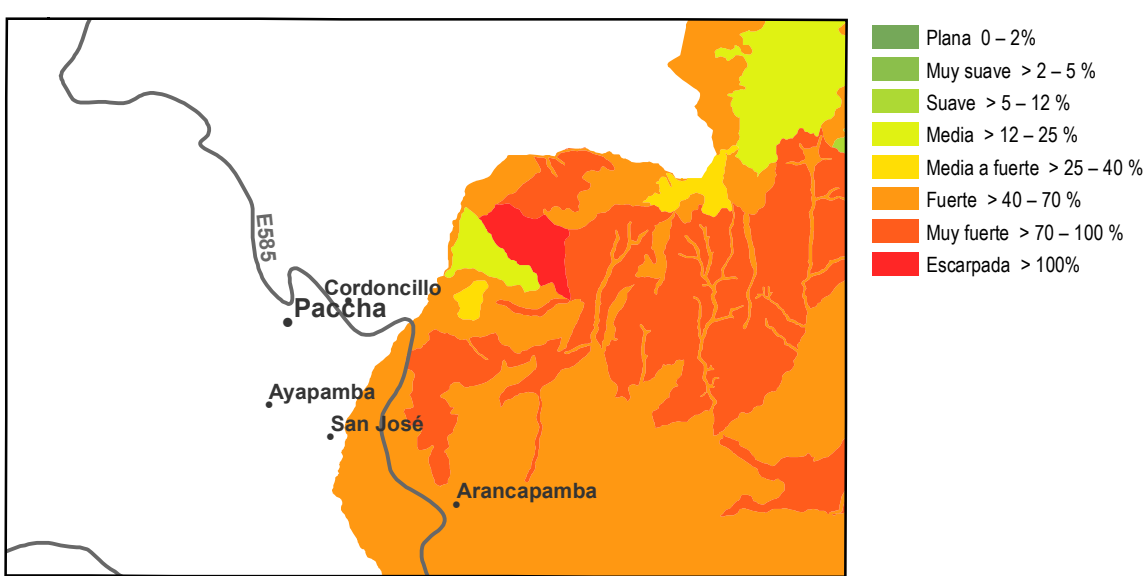 E585
Cordoncillo
Paccha
Ayapamba
San José
Arancapamba
Plana 0 – 2%
Muy suave > 2 – 5 %
Suave > 5 – 12 %
Media > 12 – 25 %
Media a fuerte > 25 – 40 %
Fuerte > 40 – 70 %
Muy fuerte > 70 – 100 %
Escarpada > 100%